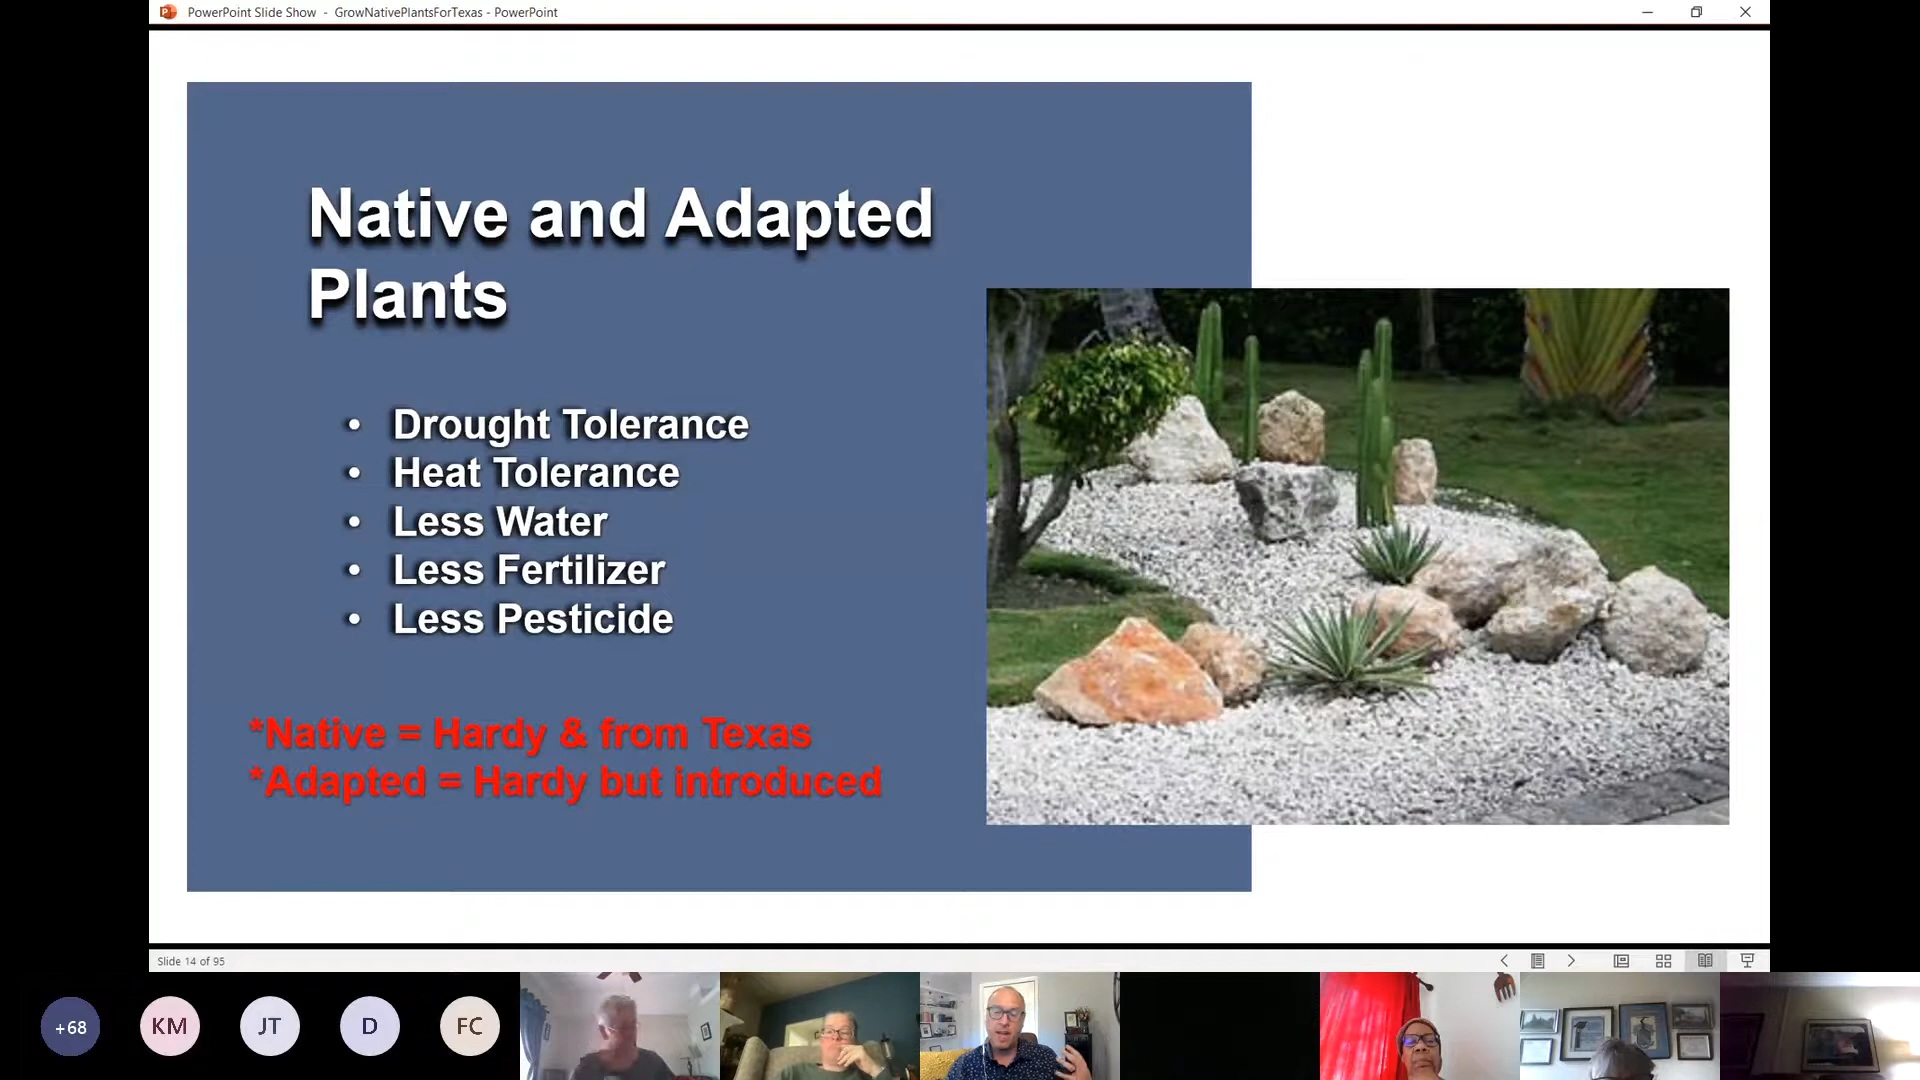 PowerPoint Slide Show - GrowNativePlantsForTexas - PowerPoint
Native and Adapted
Plants
• Drought Tolerance
• Heat Tolerance
• Less Water
• Less Fertilizer
• Less Pesticide
*Native = Hardy & from Texas
*Adapted = Hardy but introduced
Slide 14 of 95
+68
KM
JT
D
FC